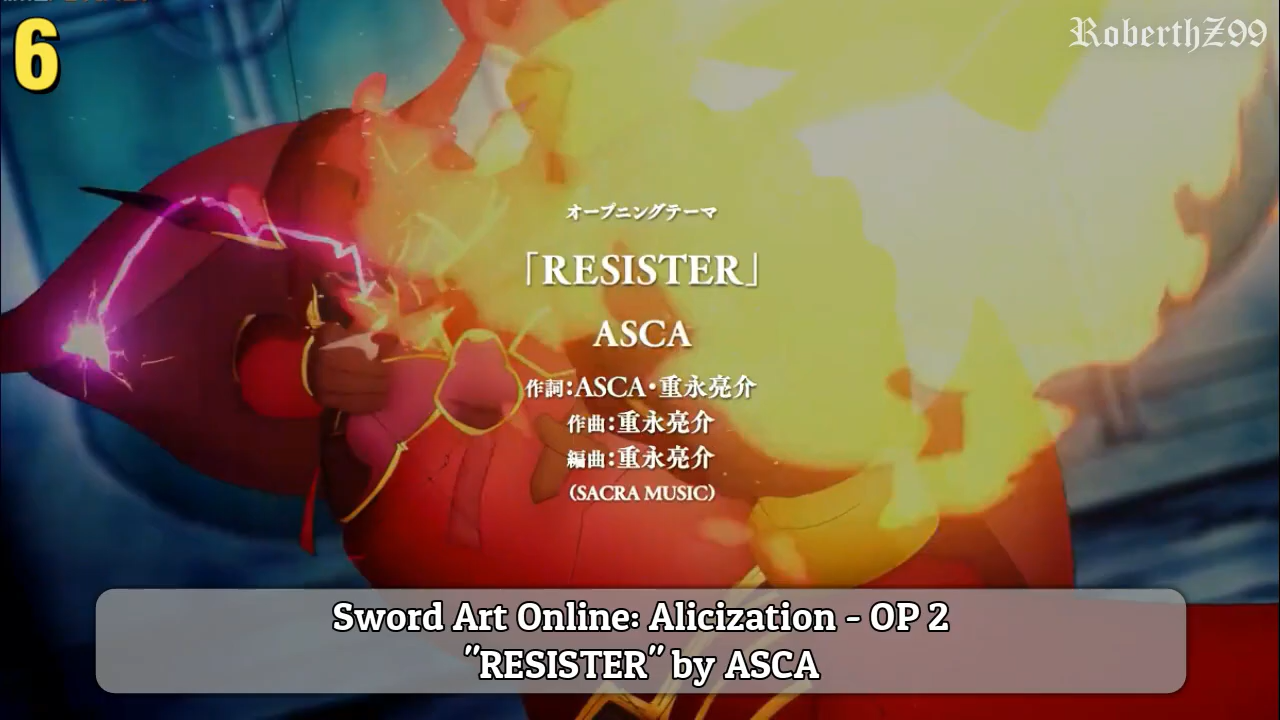 6
RoberthZ99
オープニングテーマ
「RESISTER」
ASCA
作詞:ASCA・重永亮介
作曲:重永亮介
編曲:重永亮介
(SACRA MUSIC)
Sword Art Online: Alicization - OP 2
"RESISTER" by ASCA